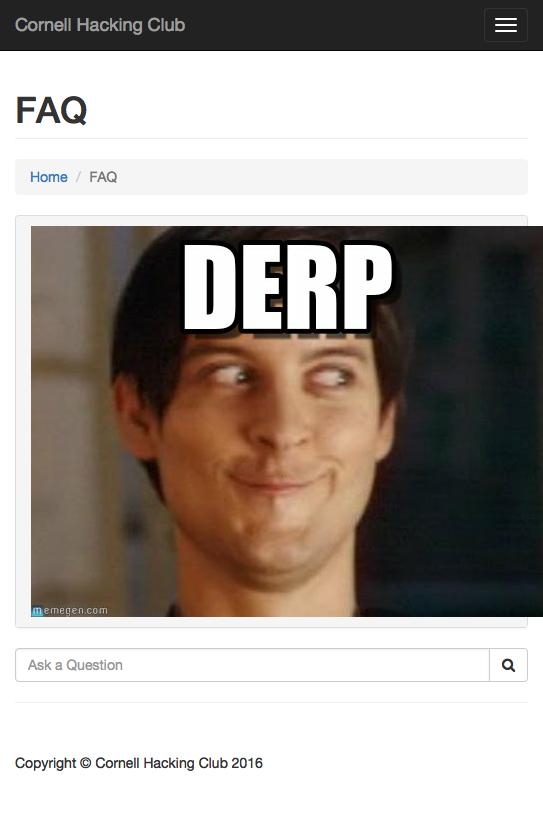 Cornell Hacking Club
FAQ
Home / FAQ
DERP
memegen.com
Ask a Question
Copyright © Cornell Hacking Club 2016